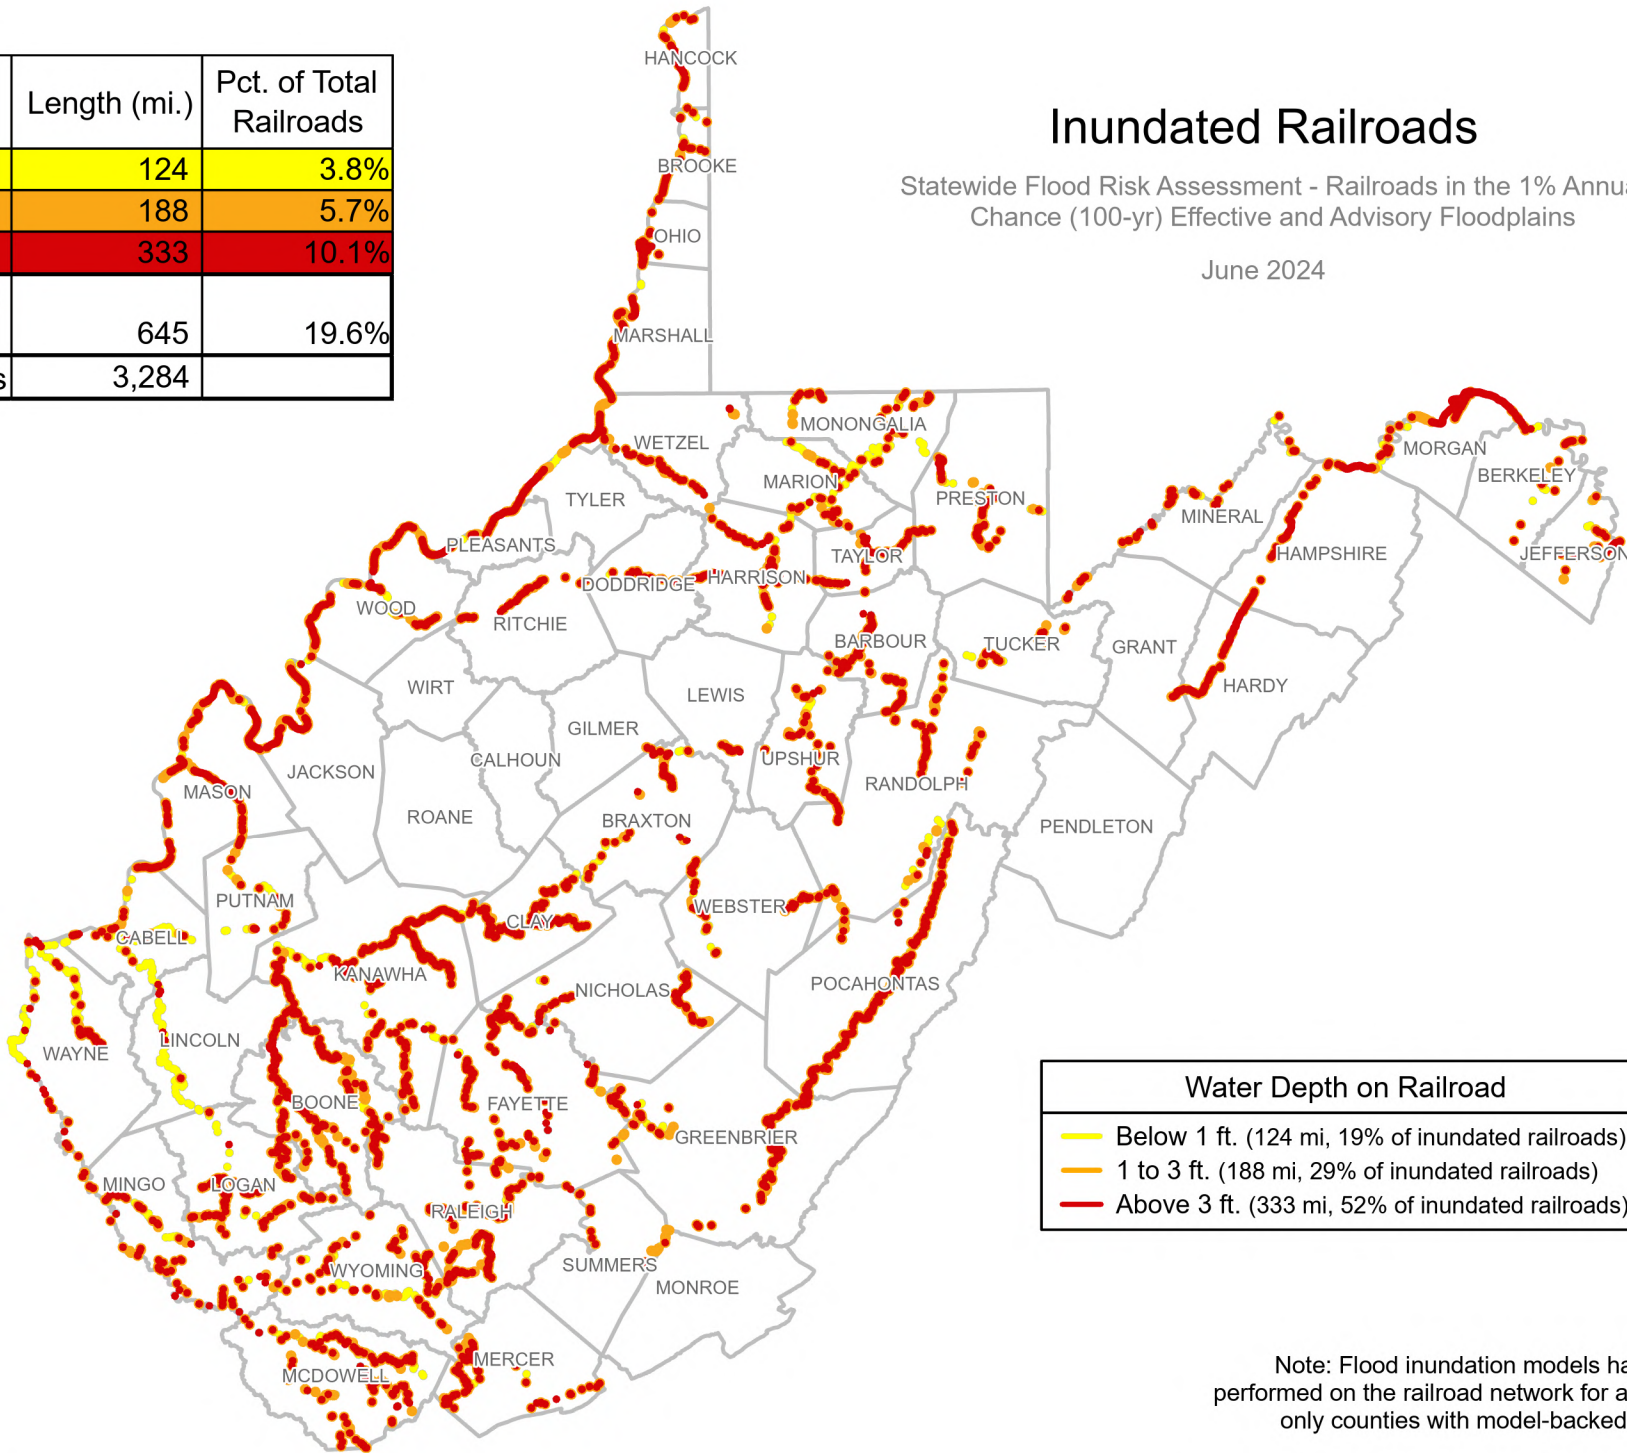 Length (mi.) Pct. of Total
Railroads
124 3.8%
188 5.7%
333 10.1%
645 19.6%
s 3,284
Inundated Railroads
Statewide Flood Risk Assessment - Railroads in the 1% Annua
Chance (100-yr) Effective and Advisory Floodplains
June 2024
HANCOCK
BROOKE
OHIO
MARSHALL
WETZEL
MONONGALIA
MARION
PRESTON
TYLER
PLEASANTS
TAYLOR
DODDRIDGE
HARRISON
WOOD
RITCHIE
BARBOUR
TUCKER
GRANT
MINERAL
MORGAN
BERKELEY
JEFFERSON
HAMPSHIRE
HARDY
WIRT
LEWIS
GILMER
CALHOUN
UPSHUR
RANDOLPH
JACKSON
MASON
ROANE
BRAXTON
PENDLETON
PUTNAM
WEBSTER
CLAY
CABELL
KANAWHA
NICHOLAS
POCAHONTAS
LINCOLN
WAYNE
BOONE
FAYETTE
GREENBRIER
MINGO
LOGAN
RALEIGH
SUMMERS
WYOMING
MONROE
MERCER
MCDOWELL
Water Depth on Railroad
Below 1 ft. (124 mi, 19% of inundated railroads)
1 to 3 ft. (188 mi, 29% of inundated railroads)
Above 3 ft. (333 mi, 52% of inundated railroads)
Note: Flood inundation models ha
performed on the railroad network for a
only counties with model-backed